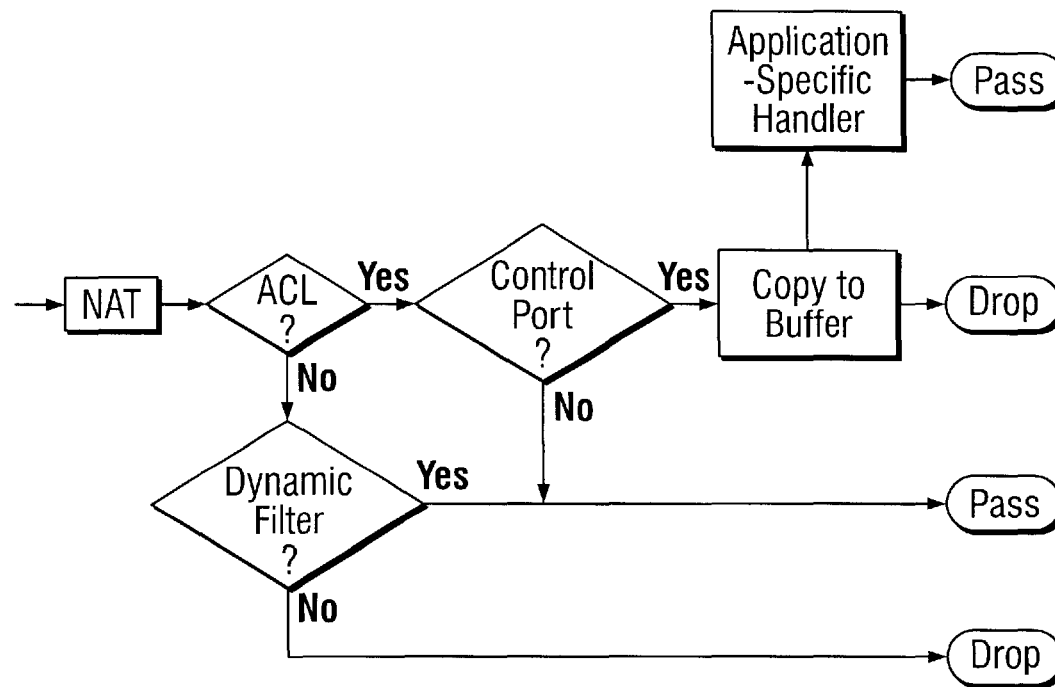 Application
-Specific
Handler
Pass
NAT
ACL
?
Yes
Control
Port
?
Yes
Copy to
Buffer
Drop
No
No
Dynamic
Filter
?
Yes
Pass
No
Drop